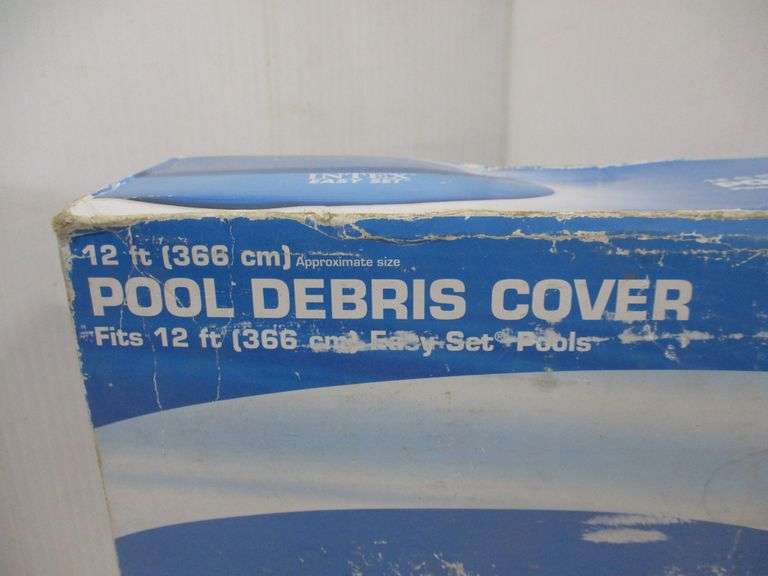 INTEX
EASY SET
12 ft (366 cm) Approximate size
POOL DEBRIS COVER
Fits 12 ft (366 cm) Easy Set® Pools